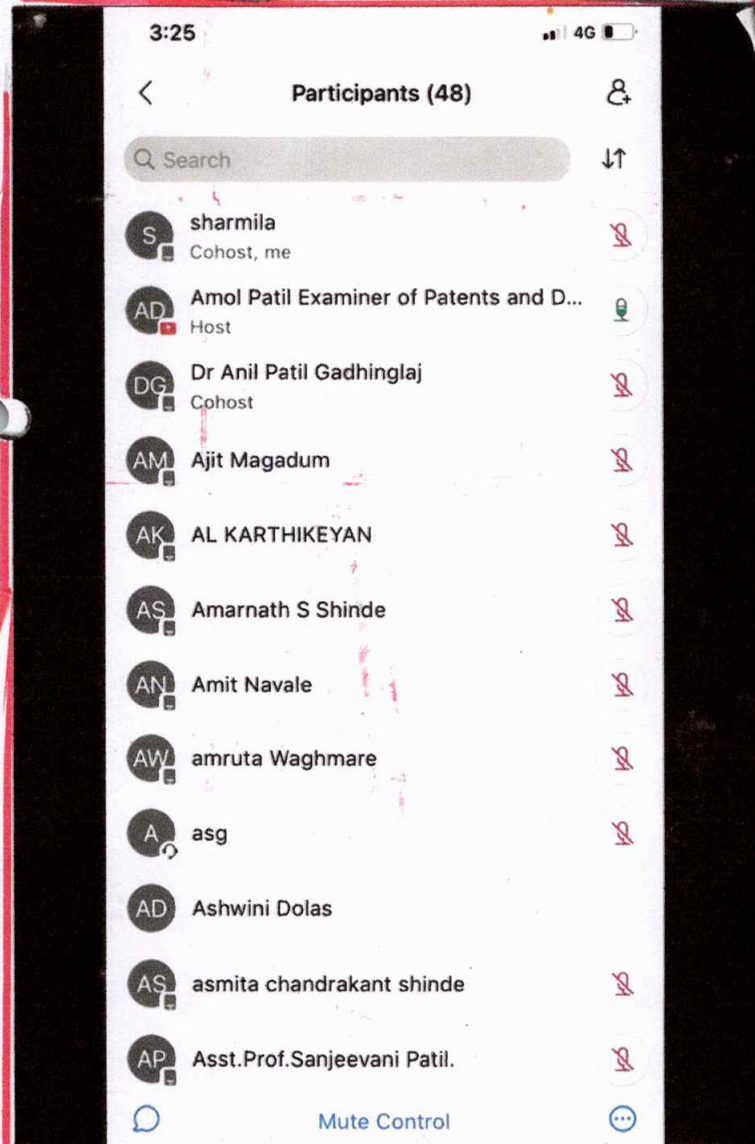 3:25
4G
Participants (48)
Search
S
sharmila
Cohost, me
AD
Amol Patil Examiner of Patents and D...
Host
DG
Dr Anil Patil Gadhinglaj
Cohost
AM
Ajit Magadum
AK
AL KARTHIKEYAN
AS
Amarnath S Shinde
AN
Amit Navale
AW
amruta Waghmare
A
asg
AD
Ashwini Dolas
AS
asmita chandrakant shinde
AP
Asst.Prof.Sanjeevani Patil.
Mute Control